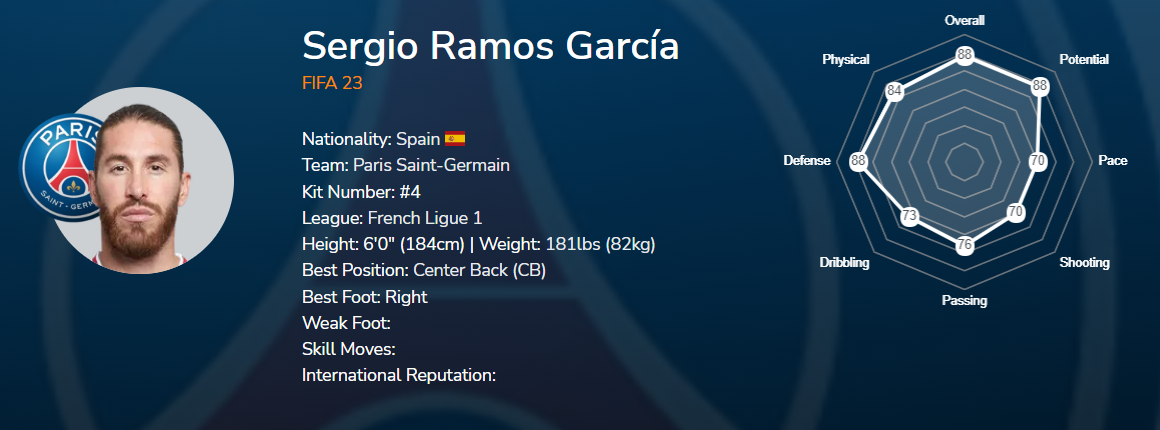 Sergio Ramos García
FIFA 23
PARIS
SAINT-GERM
Nationality: Spain
Team: Paris Saint-Germain
Kit Number: #4
League: French Ligue 1
Height: 6'0" (184cm) | Weight: 181lbs (82kg)
Best Position: Center Back (CB)
Best Foot: Right
Weak Foot:
Skill Moves:
International Reputation:
Overall
88
Physical
84
Potential
88
Defense
88
70
Pace
73
70
Dribbling
76
Shooting
Passing